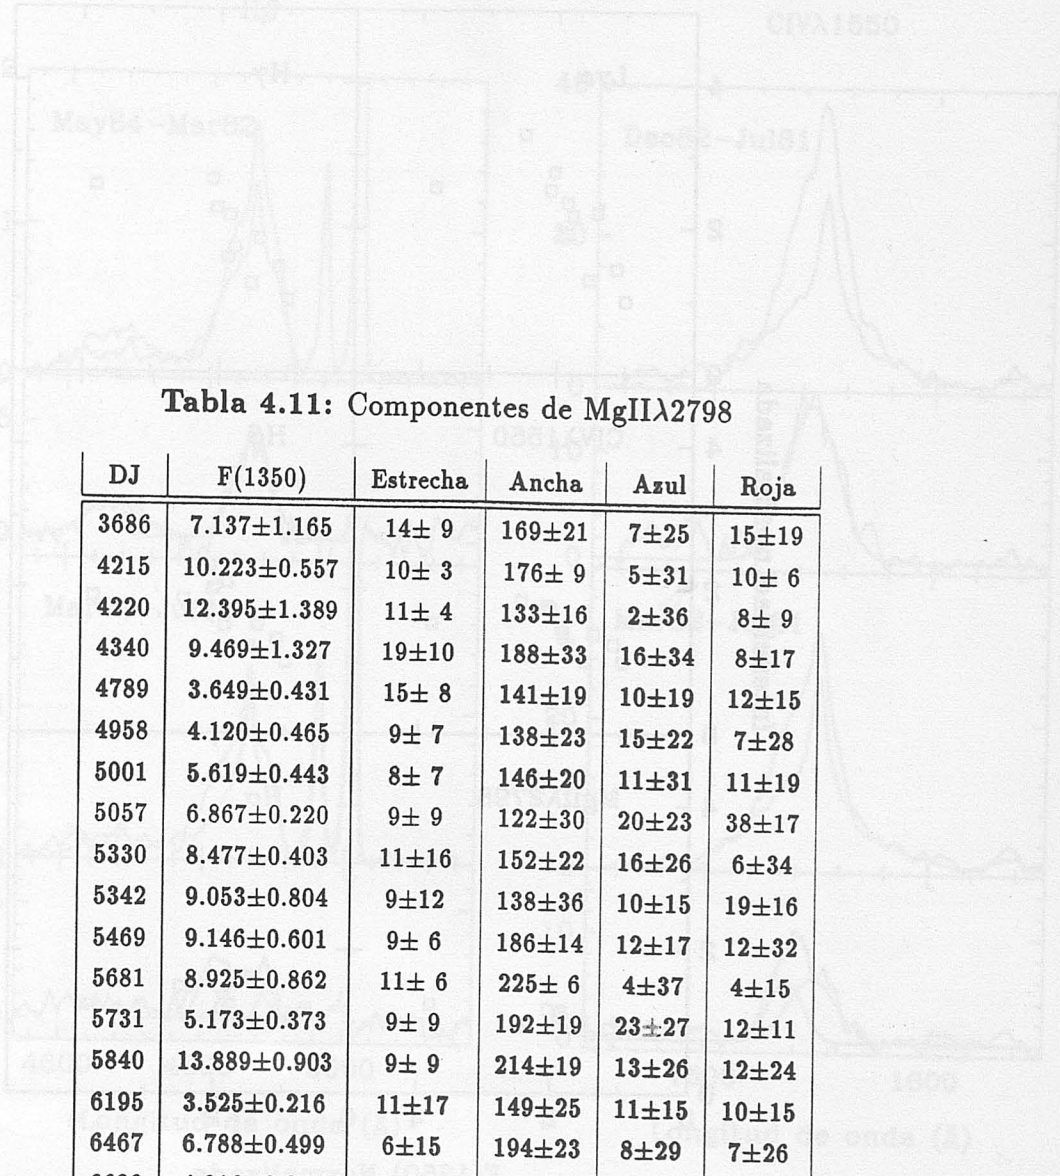 Tabla 4.11: Componentes de MgIIλ2798
DJ F(1350) Estrecha Ancha Azul Roja
3686 7.137±1.165 14± 9 169±21 7±25 15±19
4215 10.223±0.557 10± 3 176± 9 5±31 10± 6
4220 12.395±1.389 11± 4 133±16 2±36 8± 9
4340 9.469±1.327 19±10 188±33 16±34 8±17
4789 3.649±0.431 15± 8 141±19 10±19 12±15
4958 4.120±0.465 9± 7 138±23 15±22 7±28
5001 5.619±0.443 8± 7 146±20 11±31 11±19
5057 6.867±0.220 9± 9 122±30 20±23 38±17
5330 8.477±0.403 11±16 152±22 16±26 6±34
5342 9.053±0.804 9±12 138±36 10±15 19±16
5469 9.146±0.601 9± 6 186±14 12±17 12±32
5681 8.925±0.862 11± 6 225± 6 4±37 4±15
5731 5.173±0.373 9± 9 192±19 23±27 12±11
5840 13.889±0.903 9± 9 214±19 13±26 12±24
6195 3.525±0.216 11±17 149±25 11±15 10±15
6467 6.788±0.499 6±15 194±23 8±29 7±26